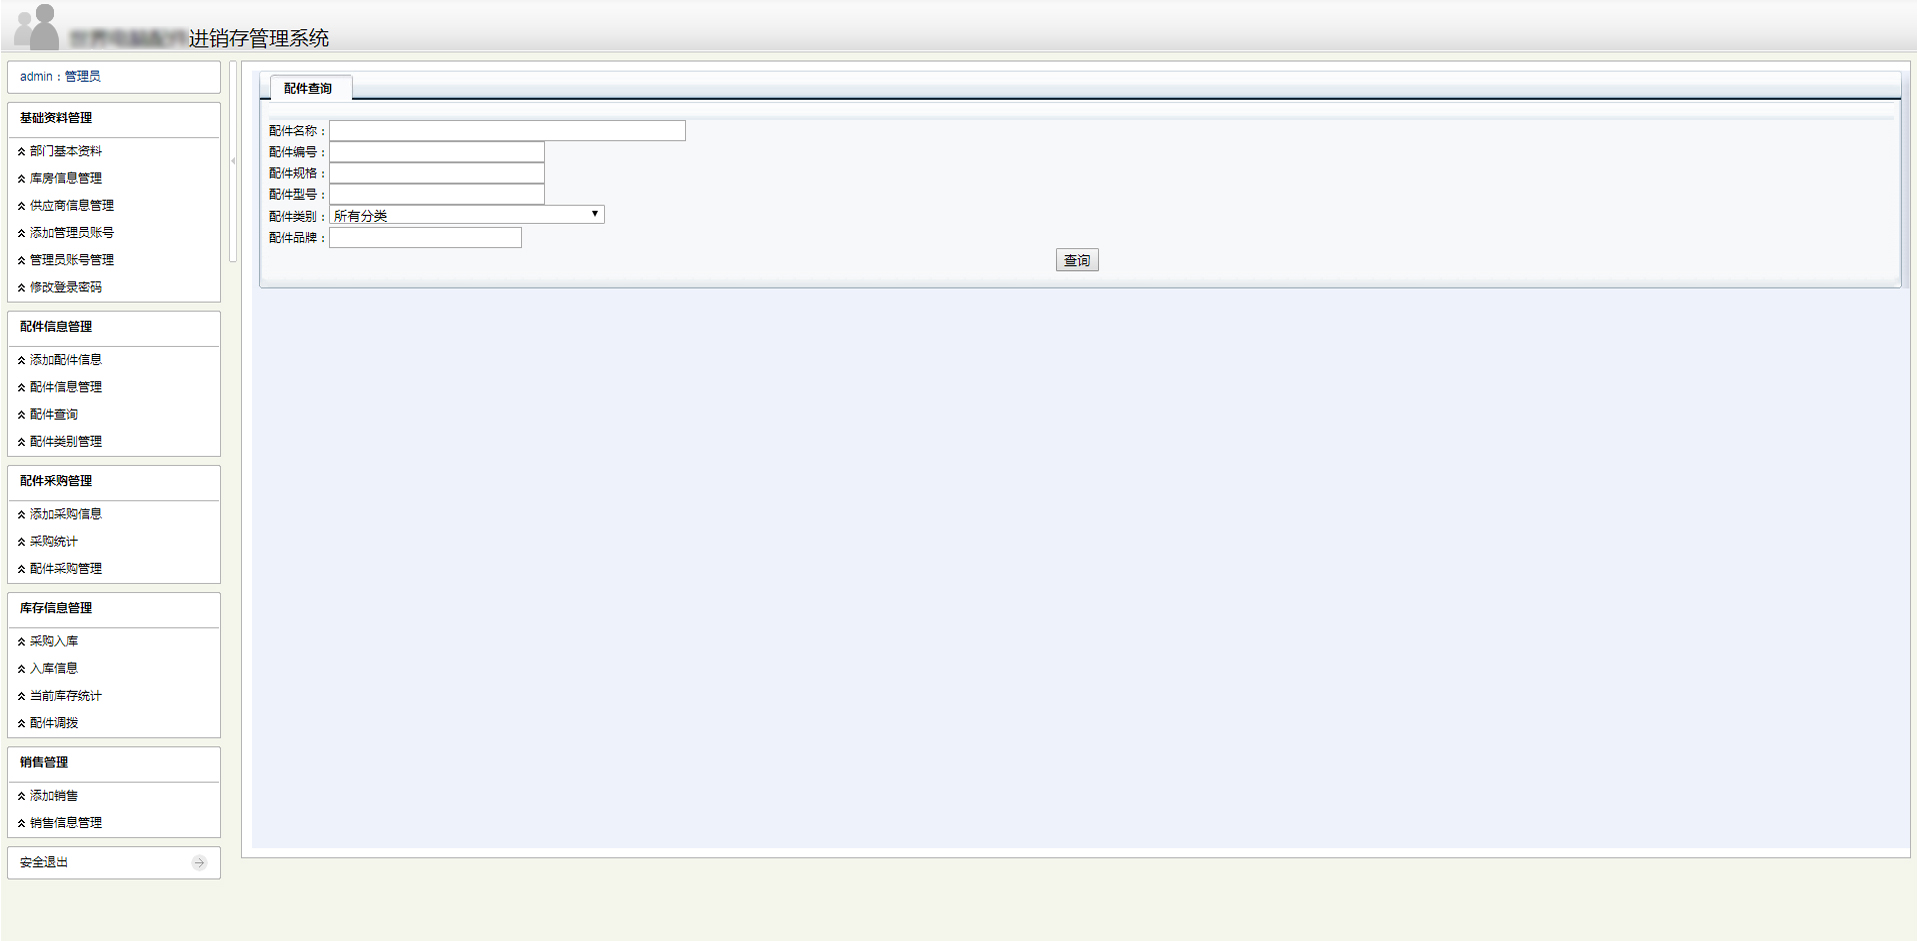 进销存管理系统
admin：管理员
基础资料管理
部门基本资料
库房信息管理
供应商信息管理
添加管理员账号
管理员账号管理
修改登录密码
配件信息管理
添加配件信息
配件信息管理
配件查询
配件类别管理
配件采购管理
添加采购信息
采购统计
配件采购管理
库存信息管理
采购入库
入库信息
当前库存统计
配件调拨
销售管理
添加销售
销售信息管理
安全退出
配件查询
配件名称：
配件编号：
配件规格：
配件型号：
配件类别：所有分类
配件品牌：
查询